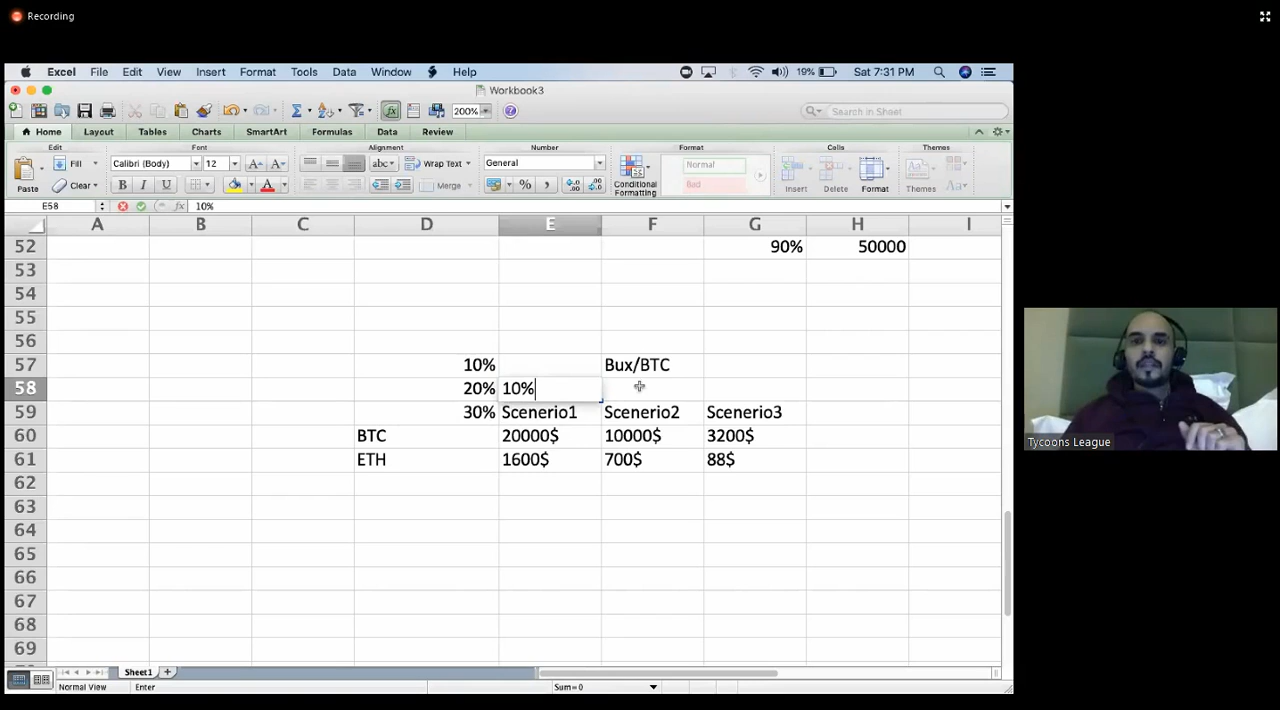 Recording
Excel File Edit View Insert Format Tools Data Window Help 19% Sat 7:31 PM
Workbook3
200% Search in Sheet
Home Layout Tables Charts SmartArt Formulas Data Review
Edit Font Alignment Number Format Cells Themes
Fill Calibri (Body) 12 abc Wrap Text General Normal
Paste Clear B I U Merge % , Conditional Formatting Bad Insert Delete Format Themes Aa
E58 fx 10%
A B C D E F G H I
52 90% 50000
53
54
55
56
57 10% Bux/BTC
58 20% 10%
59 30% Scenerio1 Scenerio2 Scenerio3
60 BTC 20000$ 10000$ 3200$
61 ETH 1600$ 700$ 88$
62
63
64
65
66
67
68
69
Tycoons League
Sheet1
Normal View Enter Sum=0